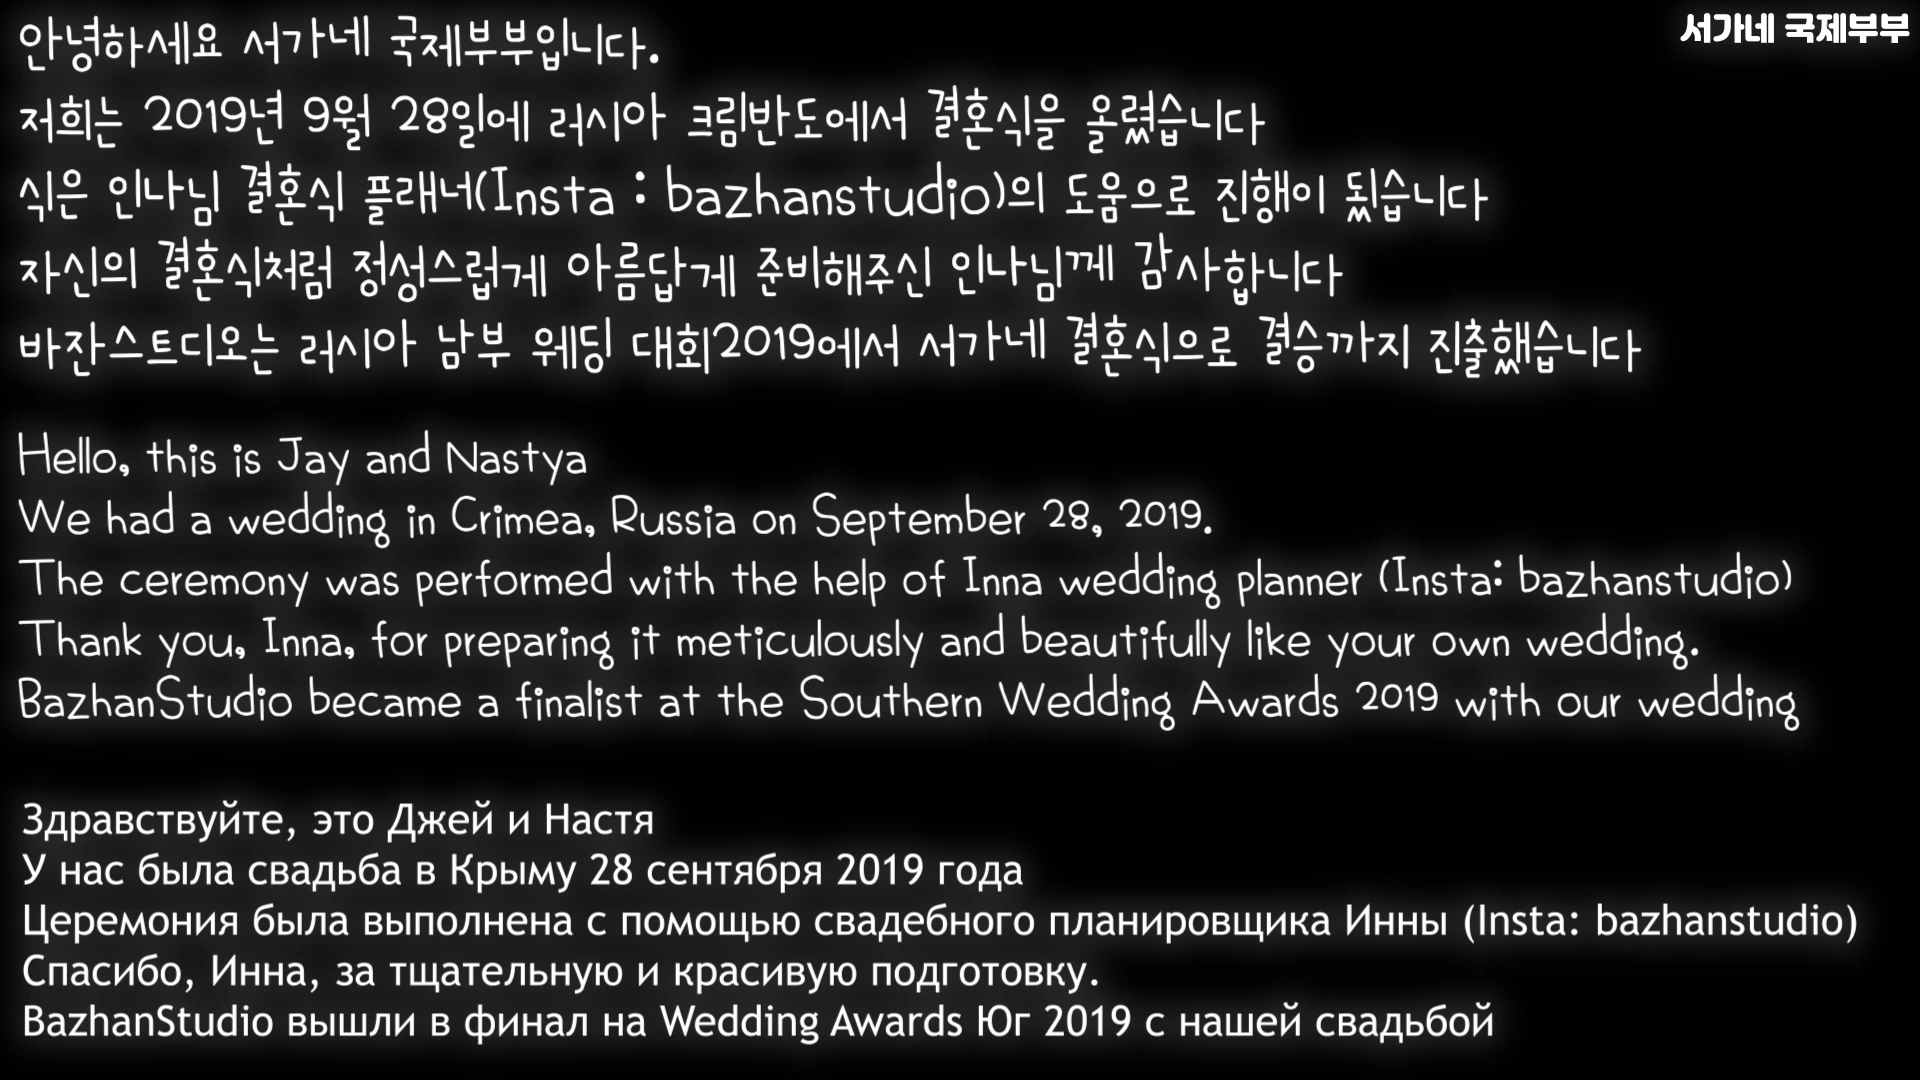 서가네 국제부부
안녕하세요 서가네 국제부부입니다.
저희는 2019년 9월 28일에 러시아 크림반도에서 결혼식을 올렸습니다
식은 인나님 결혼식 플래너(Insta : bazhanstudio)의 도움으로 진행이 됬습니다
자신의 결혼식처럼 정성스럽게 아름답게 준비해주신 인나님께 감사합니다
바잔스트디오는 러시아 남부 웨딩 대회2019에서 서가네 결혼식으로 결승까지 진출했습니다
Hello, this is Jay and Nastya
We had a wedding in Crimea, Russia on September 28, 2019.
The ceremony was performed with the help of Inna wedding planner (Insta: bazhanstudio)
Thank you, Inna, for preparing it meticulously and beautifully like your own wedding.
BazhanStudio became a finalist at the Southern Wedding Awards 2019 with our wedding
Здравствуйте, это Джей и Настя
У нас была свадьба в Крыму 28 сентября 2019 года
Церемония была выполнена с помощью свадебного планировщика Инны (Insta: bazhanstudio)
Спасибо, Инна, за тщательную и красивую подготовку.
BazhanStudio вышли в финал на Wedding Awards Юг 2019 с нашей свадьбой